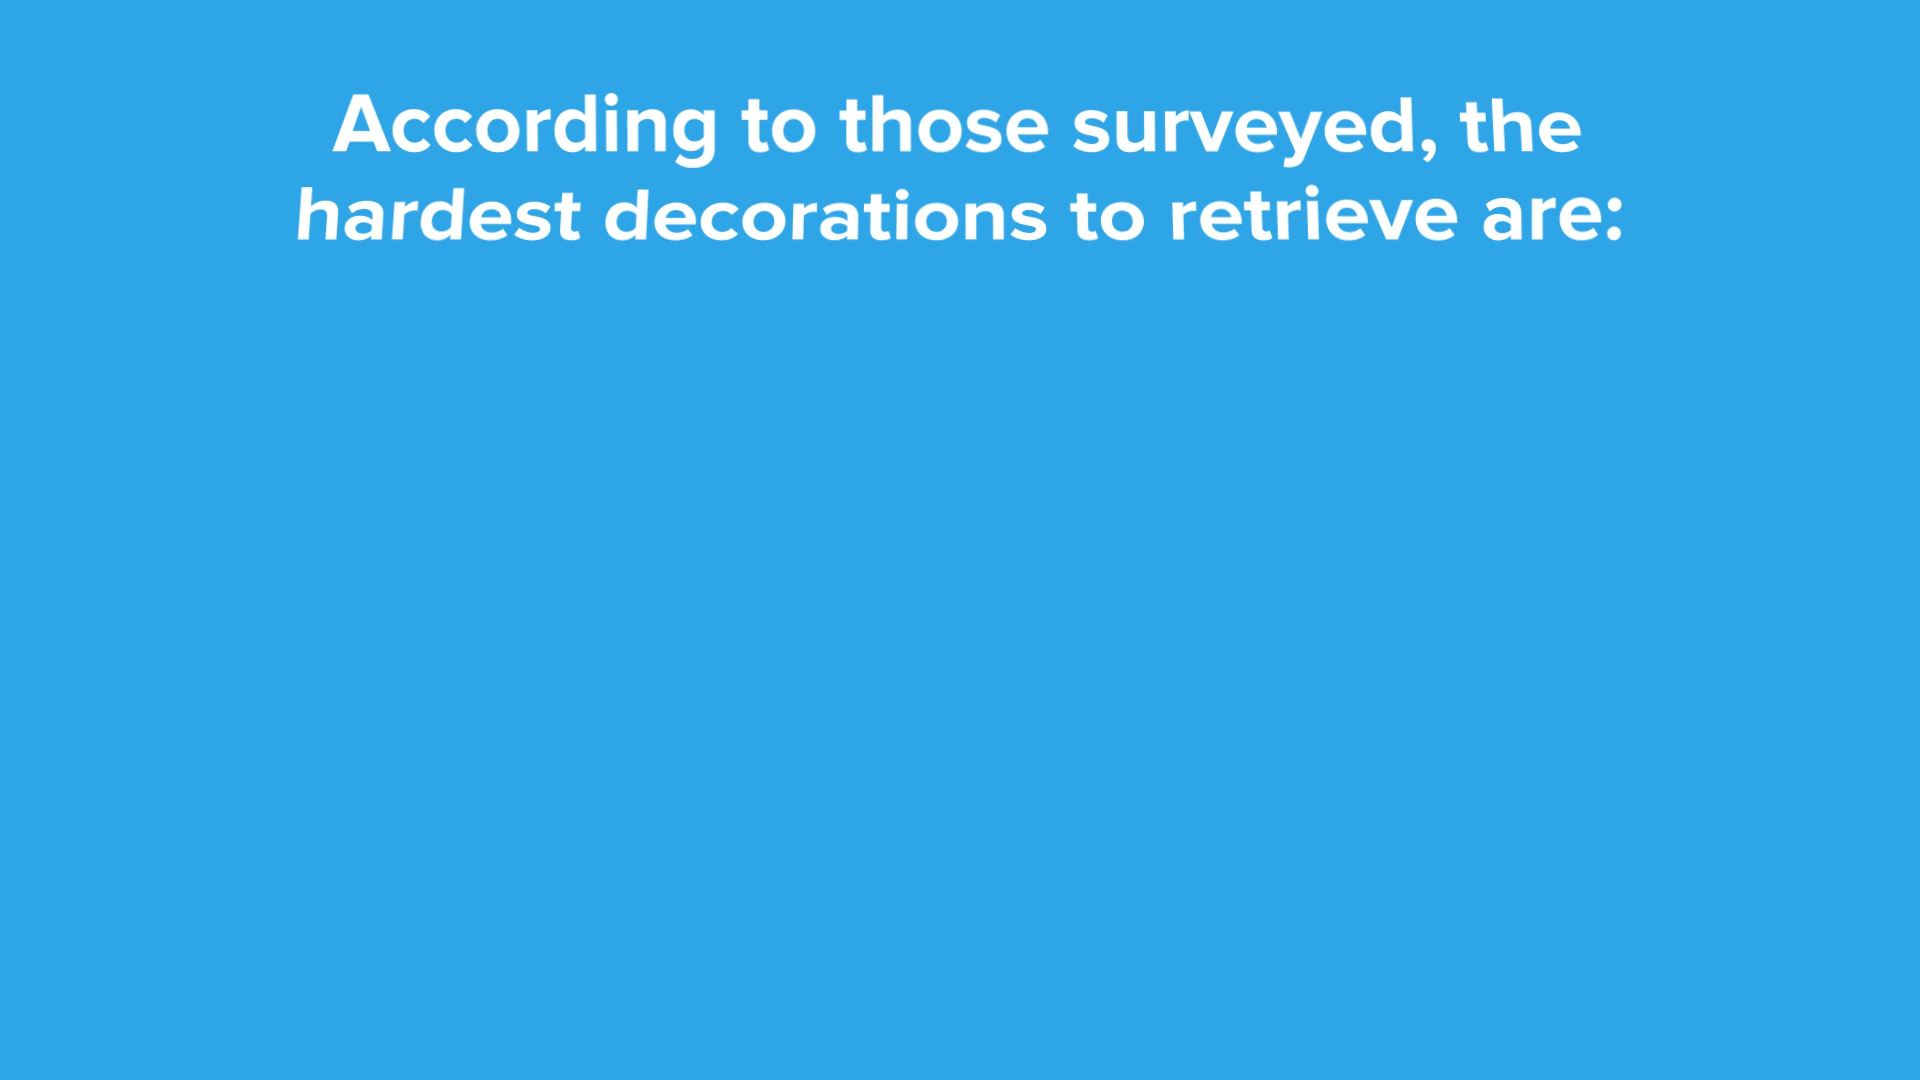 According to those surveyed, the
hardest decorations to retrieve are: